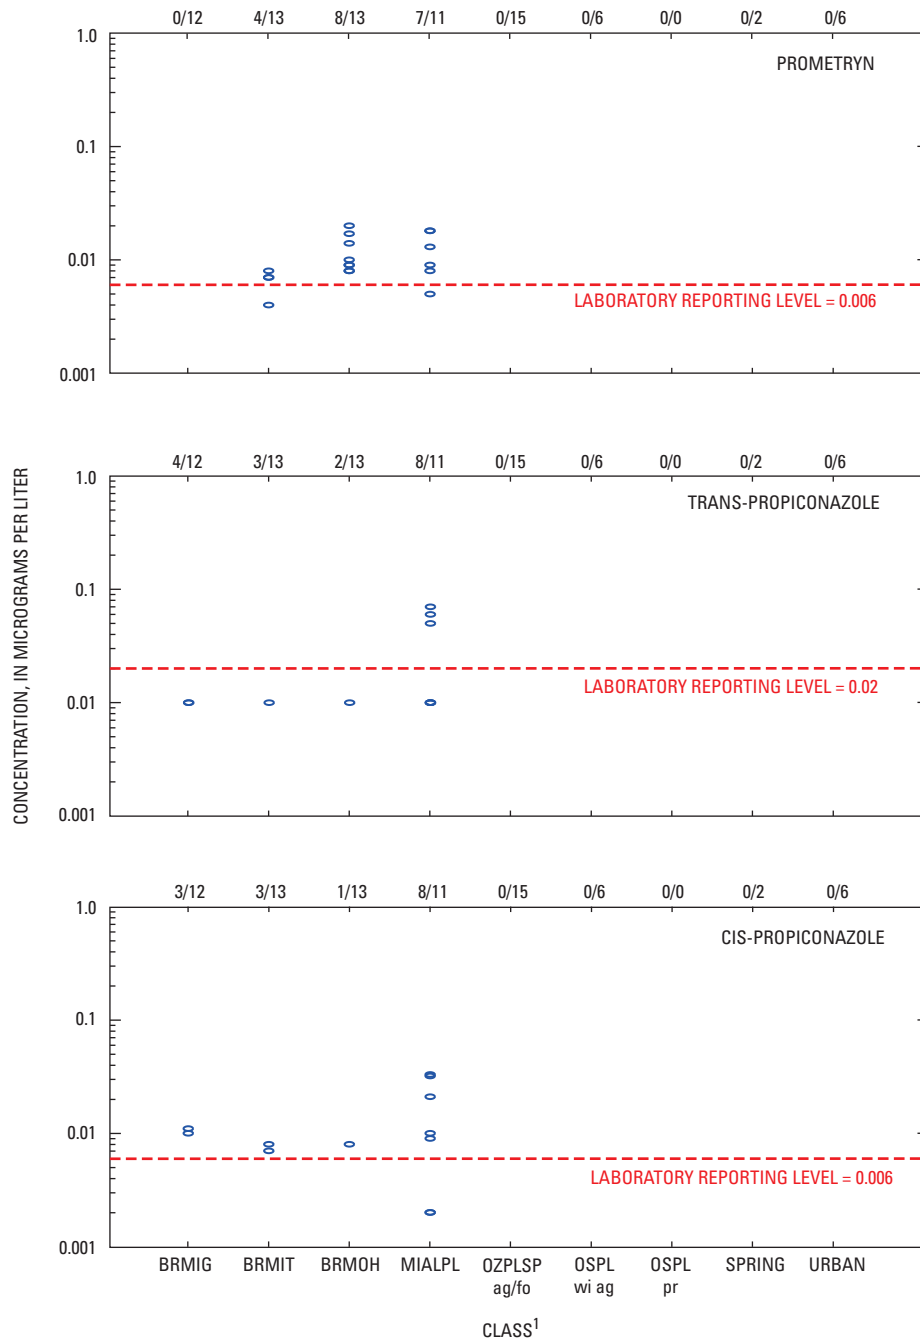 0/12 4/13 8/13 7/11 0/15 0/6 0/0 0/2 0/6
1.0
PROMETRYN
0.1
0.01
LABORATORY REPORTING LEVEL = 0.006
0.001
4/12 3/13 2/13 8/11 0/15 0/6 0/0 0/2 0/6
1.0
TRANS-PROPICONAZOLE
0.1
LABORATORY REPORTING LEVEL = 0.02
0.01
0.001
CONCENTRATION, IN MICROGRAMS PER LITER
3/12 3/13 1/13 8/11 0/15 0/6 0/0 0/2 0/6
1.0
CIS-PROPICONAZOLE
0.1
0.01
LABORATORY REPORTING LEVEL = 0.006
0.001
BRMIG BRMIT BRMOH MIALPL OZPLSP OSPL OSPL SPRING URBAN
ag/fo wi ag pr
CLASS1